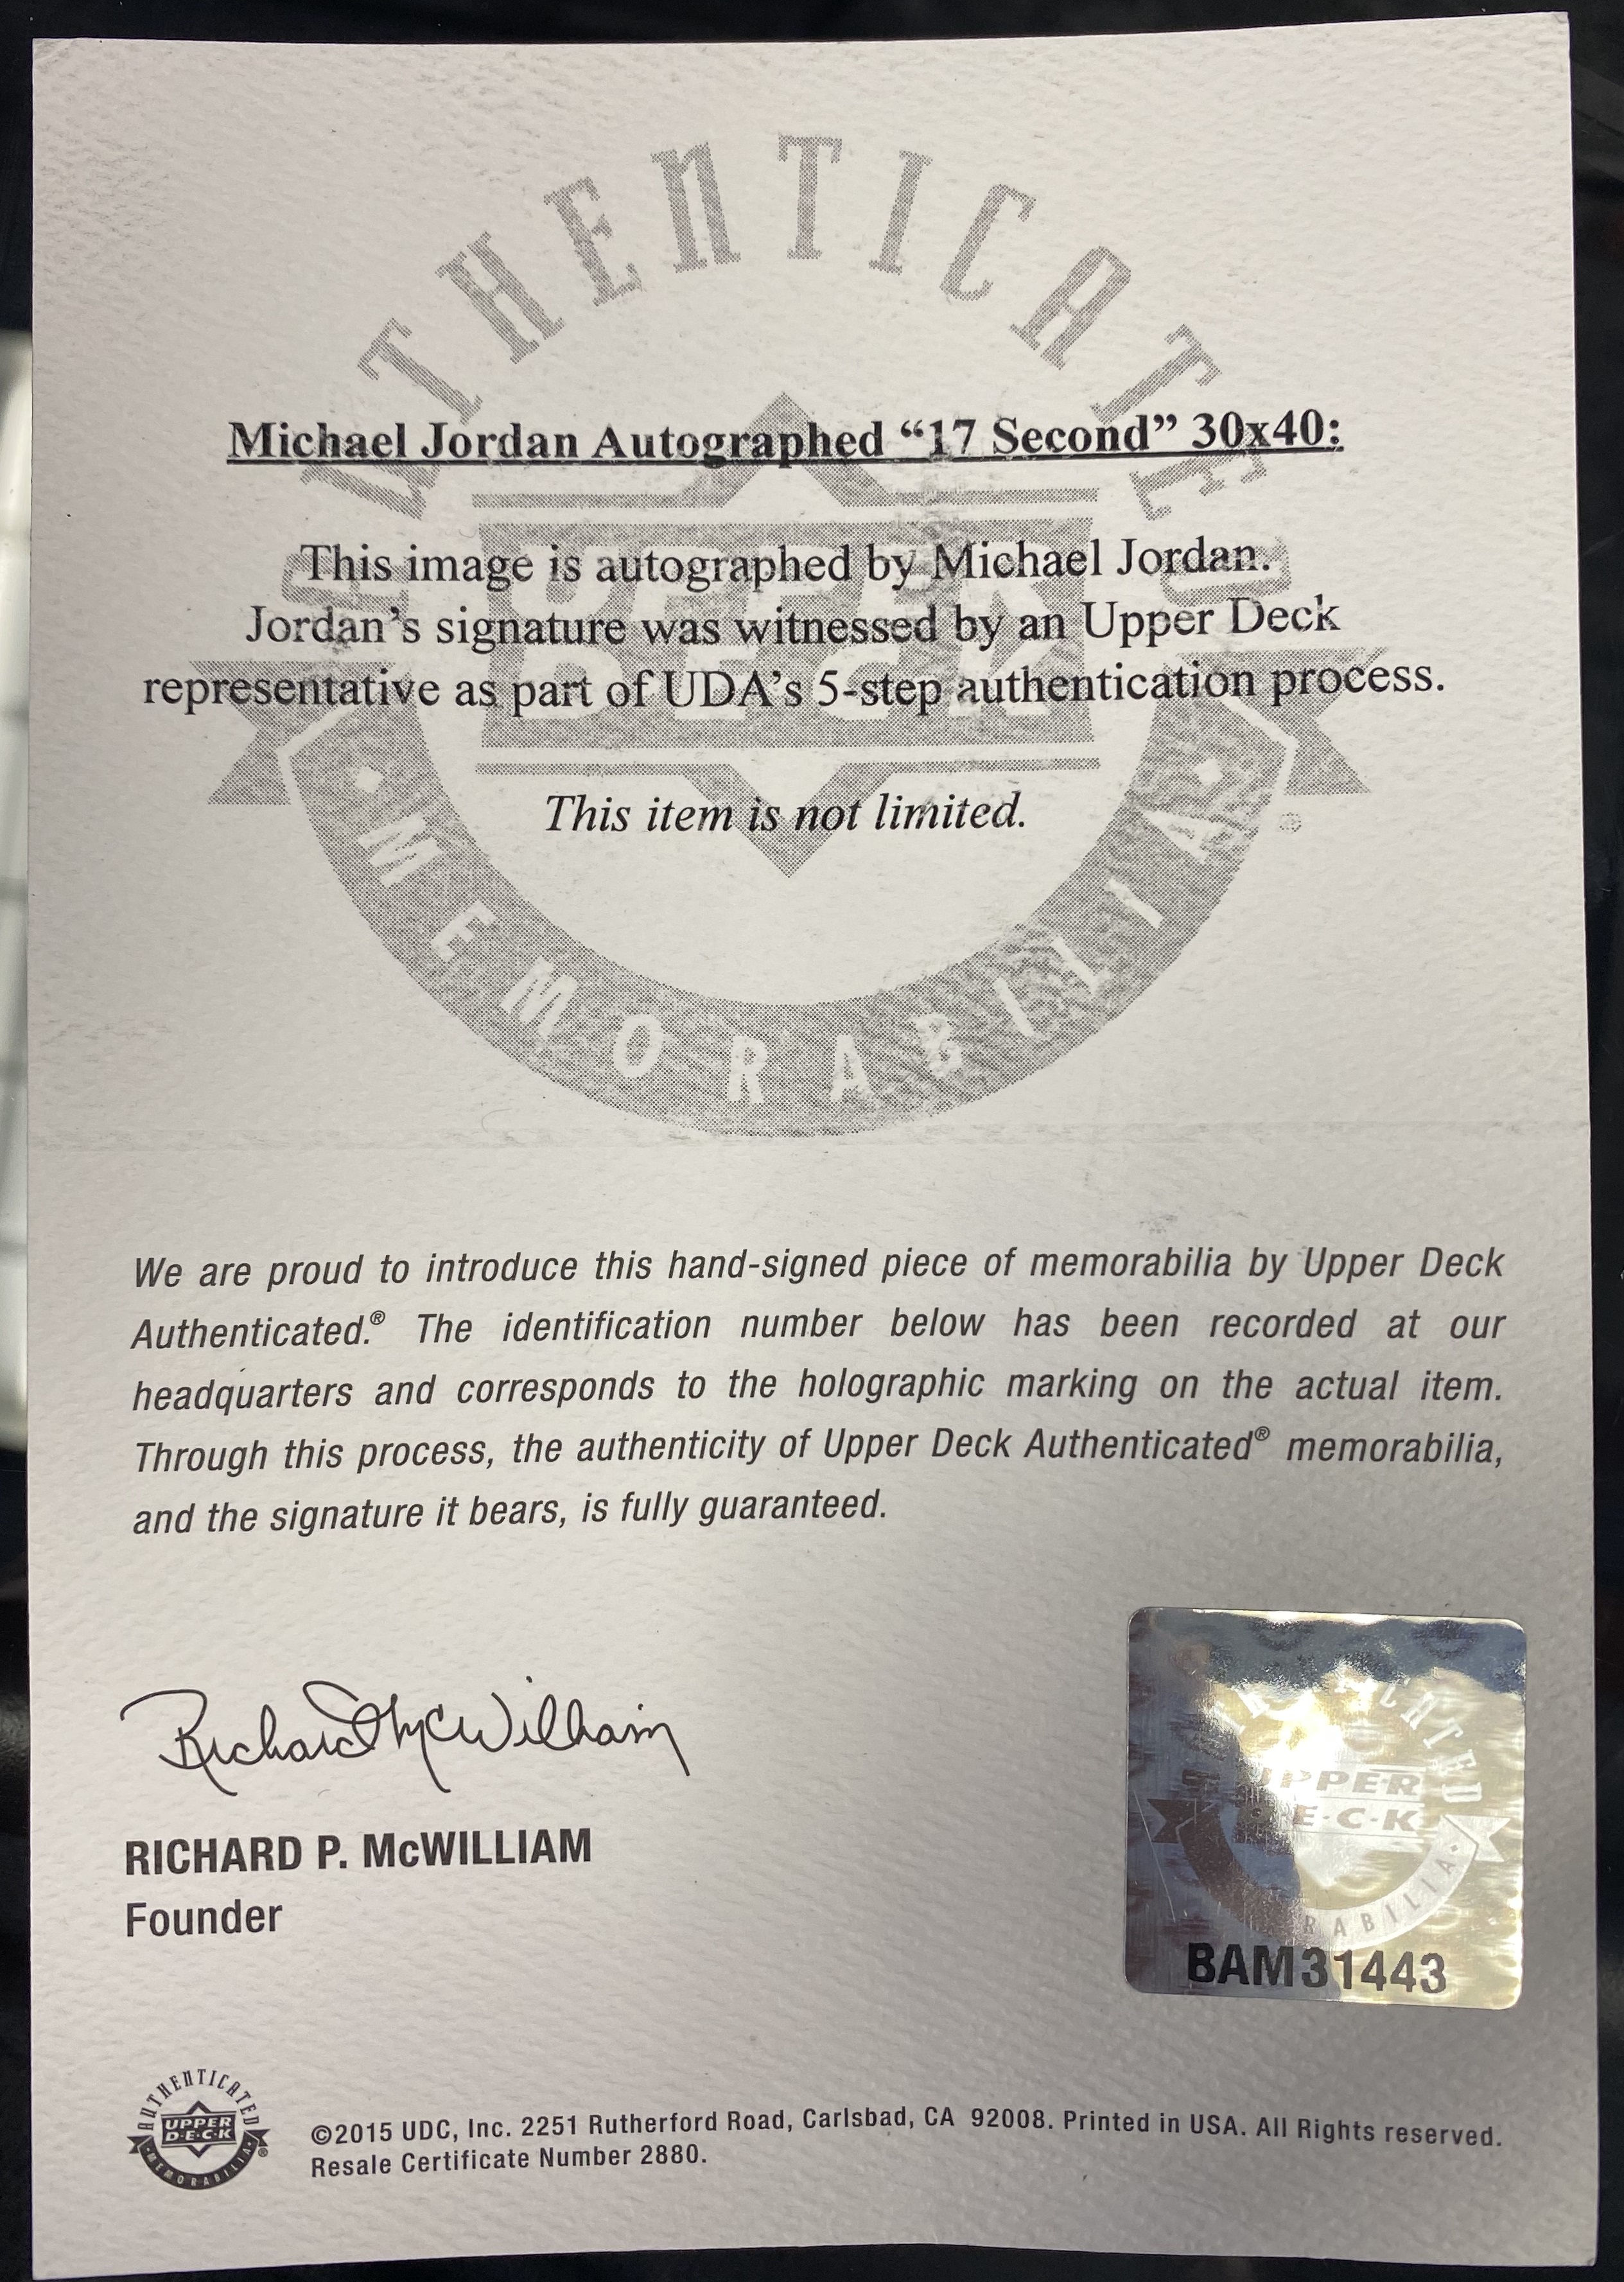 AUTHENTICATED
Michael Jordan Autographed “17 Second” 30x40:
This image is autographed by Michael Jordan.
Jordan’s signature was witnessed by an Upper Deck
representative as part of UDA’s 5-step authentication process.
This item is not limited.
MEMORABILIA
We are proud to introduce this hand-signed piece of memorabilia by Upper Deck
Authenticated.® The identification number below has been recorded at our
headquarters and corresponds to the holographic marking on the actual item.
Through this process, the authenticity of Upper Deck Authenticated® memorabilia,
and the signature it bears, is fully guaranteed.
Richard McWilliam
RICHARD P. McWILLIAM
Founder
UPPER
D·E·C·K
BAM31443
AUTHENTICATED
UPPER
D·E·C·K
MEMORABILIA
©2015 UDC, Inc. 2251 Rutherford Road, Carlsbad, CA 92008. Printed in USA. All Rights reserved.
Resale Certificate Number 2880.